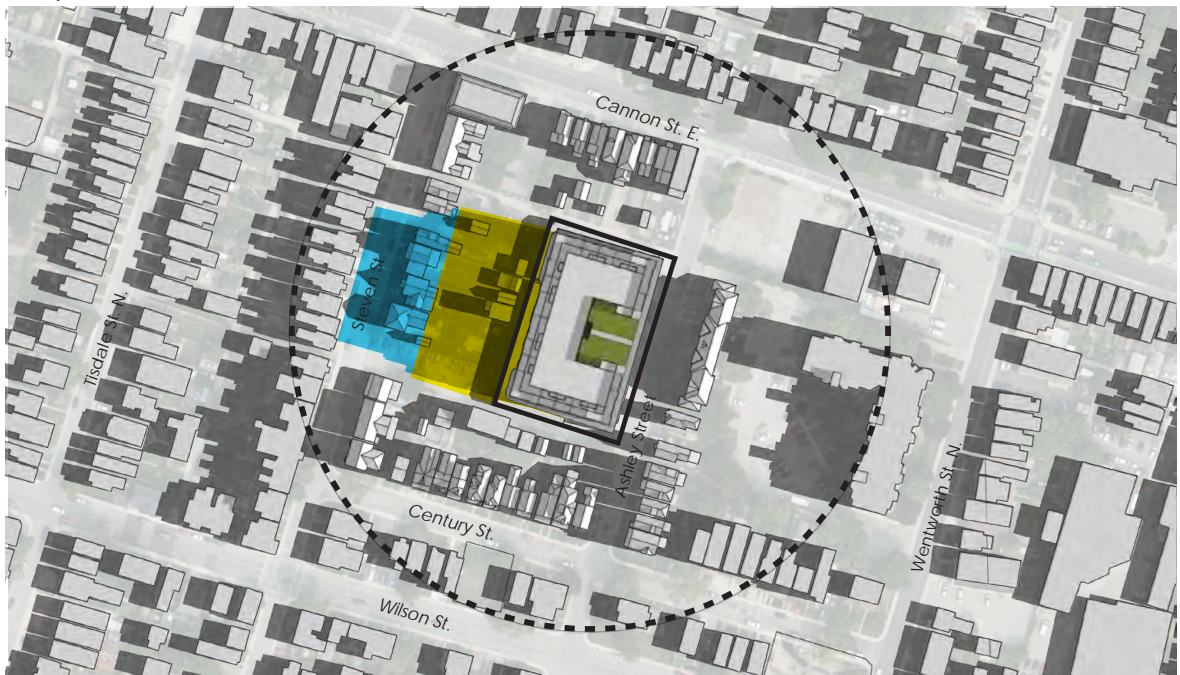 Cannon St. E.
Steven St.
Tisdale St. N.
Ashley Street
Wentworth St. N.
Century St.
Wilson St.